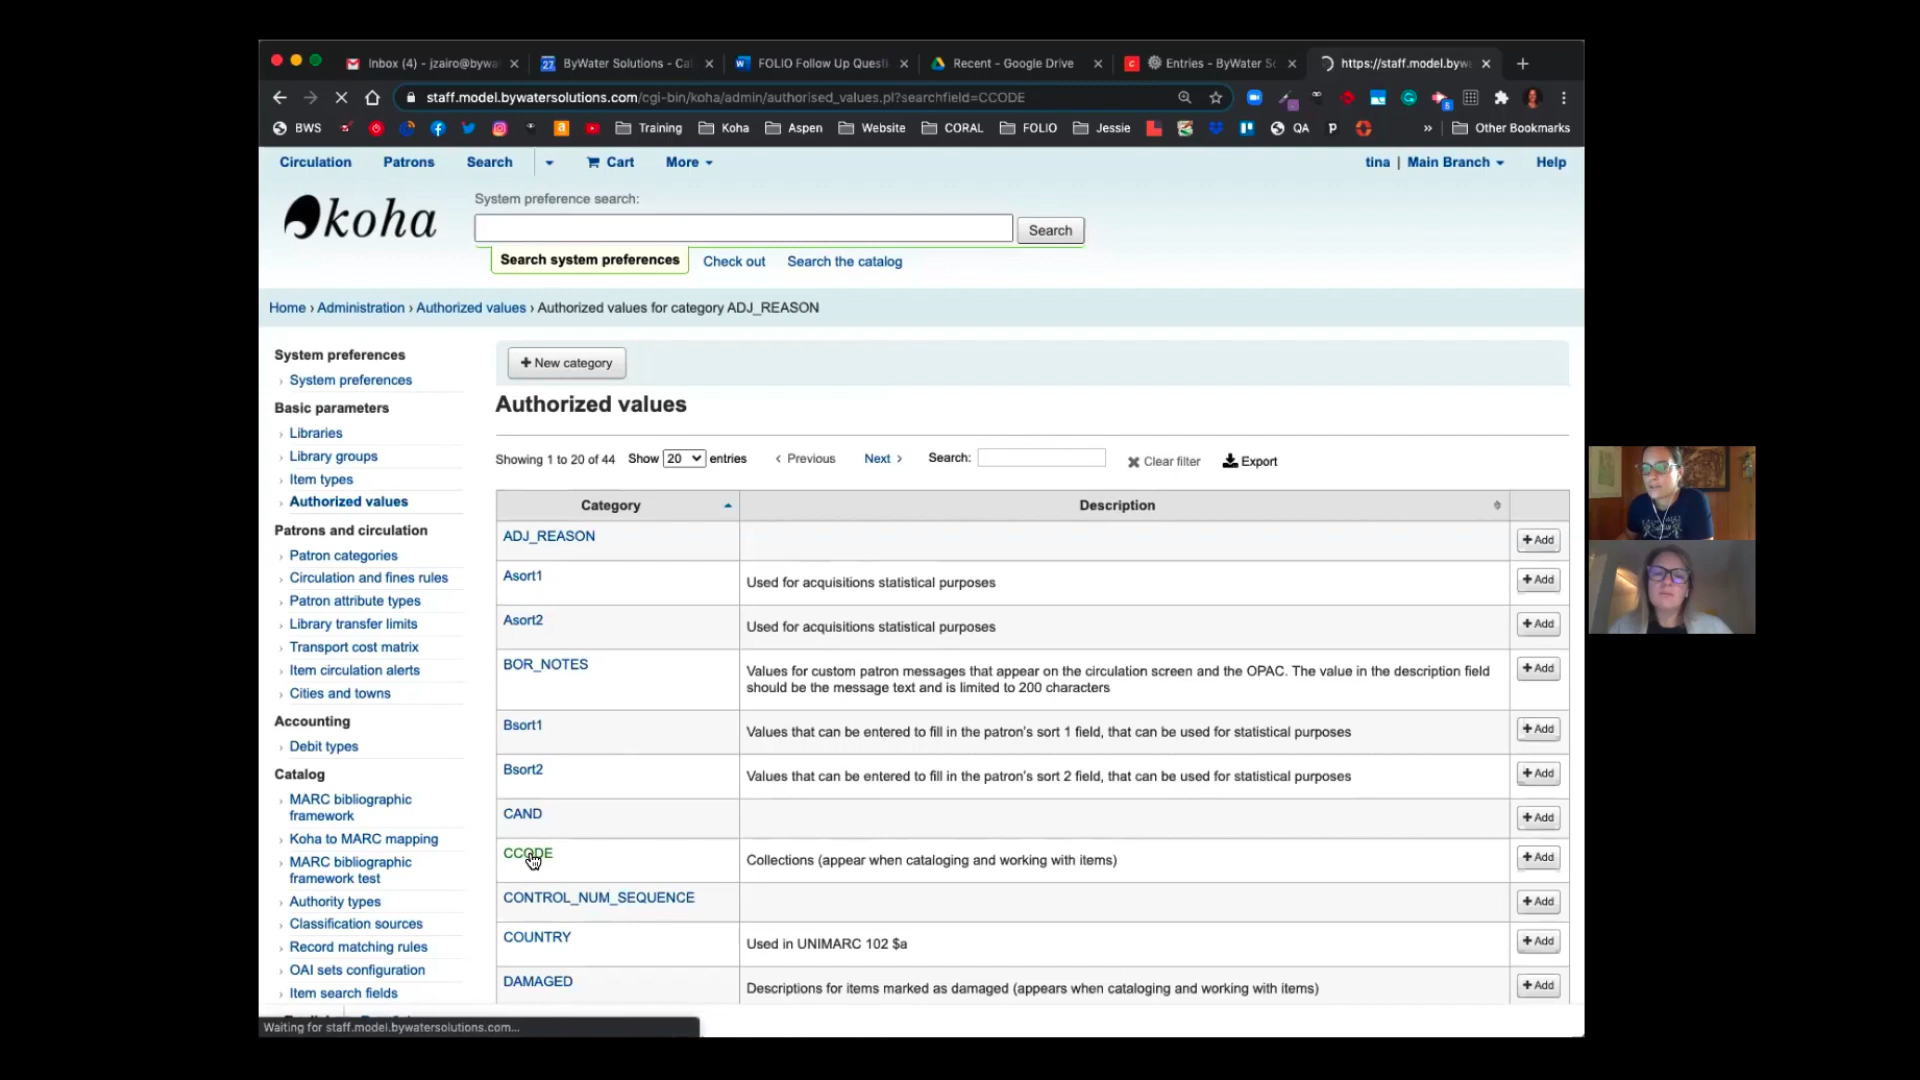 Inbox (4) - jzairo@bywa
27 ByWater Solutions - Ca
W FOLIO Follow Up Quest
Recent - Google Drive
Entries - ByWater S
https://staff.model.byw
staff.model.bywatersolutions.com/cgi-bin/koha/admin/authorised_values.pl?searchfield=CCODE
BWS
Training
Koha
Aspen
Website
CORAL
FOLIO
Jessie
QA
» Other Bookmarks
Circulation
Patrons
Search
Cart
More
tina | Main Branch
Help
koha
System preference search:
Search
Search system preferences
Check out
Search the catalog
Home › Administration › Authorized values › Authorized values for category ADJ_REASON
System preferences
System preferences
Basic parameters
Libraries
Library groups
Item types
Authorized values
Patrons and circulation
Patron categories
Circulation and fines rules
Patron attribute types
Library transfer limits
Transport cost matrix
Item circulation alerts
Cities and towns
Accounting
Debit types
Catalog
MARC bibliographic
framework
Koha to MARC mapping
MARC bibliographic
framework test
Authority types
Classification sources
Record matching rules
OAI sets configuration
Item search fields
+ New category
Authorized values
Showing 1 to 20 of 44 Show 20 entries
‹ Previous
Next ›
Search:
Clear filter
Export
Category Description
ADJ_REASON
+ Add
Asort1 Used for acquisitions statistical purposes + Add
Asort2 Used for acquisitions statistical purposes + Add
BOR_NOTES Values for custom patron messages that appear on the circulation screen and the OPAC. The value in the description field + Add
should be the message text and is limited to 200 characters
Bsort1 Values that can be entered to fill in the patron's sort 1 field, that can be used for statistical purposes + Add
Bsort2 Values that can be entered to fill in the patron's sort 2 field, that can be used for statistical purposes + Add
CAND + Add
CCODE Collections (appear when cataloging and working with items) + Add
CONTROL_NUM_SEQUENCE + Add
COUNTRY Used in UNIMARC 102 $a + Add
DAMAGED Descriptions for items marked as damaged (appears when cataloging and working with items) + Add
Waiting for staff.model.bywatersolutions.com...